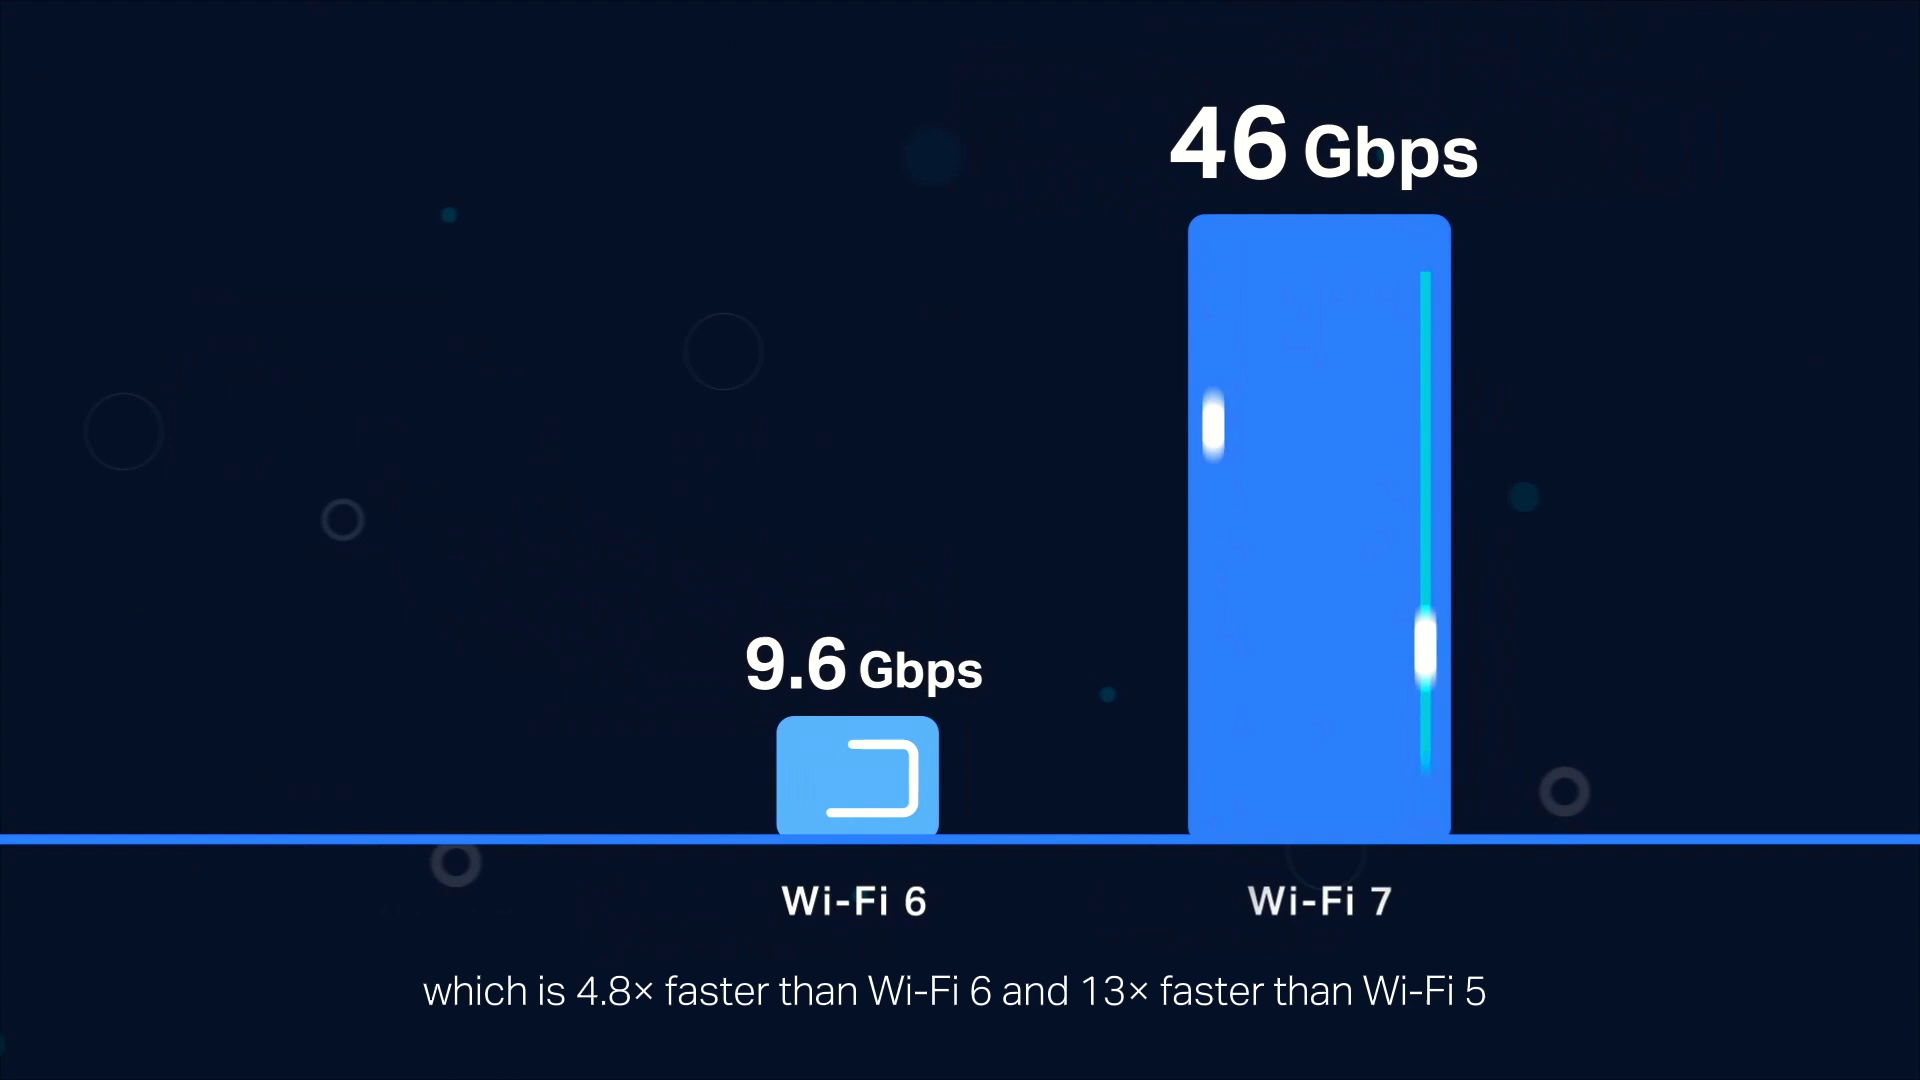 46 Gbps
9.6 Gbps
Wi-Fi 6
Wi-Fi 7
which is 4.8× faster than Wi-Fi 6 and 13× faster than Wi-Fi 5